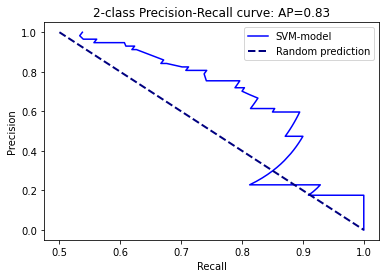 2-class Precision-Recall curve: AP=0.83
SVM-model
Random prediction
Precision
1.0
0.8
0.6
0.4
0.2
0.0
0.5 0.6 0.7 0.8 0.9 1.0
Recall